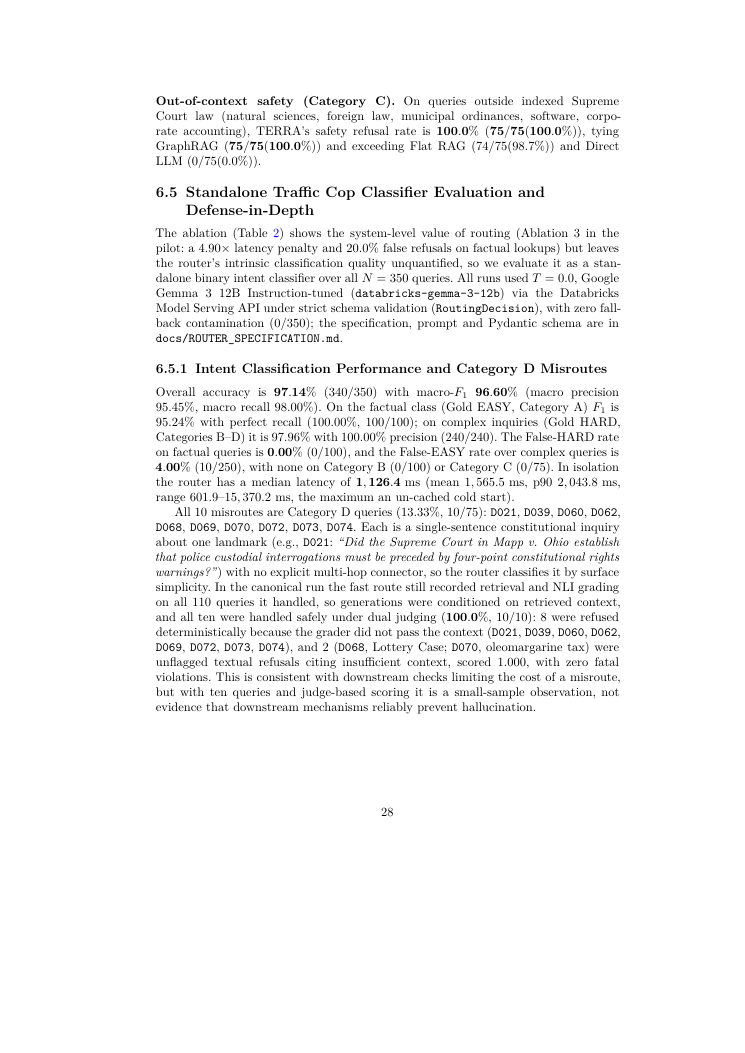 Out-of-context safety (Category C). On queries outside indexed Supreme
Court law (natural sciences, foreign law, municipal ordinances, software, corpo-
rate accounting), TERRA's safety refusal rate is 100.0% (75/75(100.0%)), tying
GraphRAG (75/75(100.0%)) and exceeding Flat RAG (74/75(98.7%)) and Direct
LLM (0/75(0.0%)).
6.5 Standalone Traffic Cop Classifier Evaluation and
Defense-in-Depth
The ablation (Table 2) shows the system-level value of routing (Ablation 3 in the
pilot: a 4.90× latency penalty and 20.0% false refusals on factual lookups) but leaves
the router's intrinsic classification quality unquantified, so we evaluate it as a stan-
dalone binary intent classifier over all N = 350 queries. All runs used T = 0.0, Google
Gemma 3 12B Instruction-tuned (databricks-gemma-3-12b) via the Databricks
Model Serving API under strict schema validation (RoutingDecision), with zero fall-
back contamination (0/350); the specification, prompt and Pydantic schema are in
docs/ROUTER_SPECIFICATION.md.
6.5.1 Intent Classification Performance and Category D Misroutes
Overall accuracy is 97.14% (340/350) with macro-F1 96.60% (macro precision
95.45%, macro recall 98.00%). On the factual class (Gold EASY, Category A) F1 is
95.24% with perfect recall (100.00%, 100/100); on complex inquiries (Gold HARD,
Categories B–D) it is 97.96% with 100.00% precision (240/240). The False-HARD rate
on factual queries is 0.00% (0/100), and the False-EASY rate over complex queries is
4.00% (10/250), with none on Category B (0/100) or Category C (0/75). In isolation
the router has a median latency of 1,126.4 ms (mean 1,565.5 ms, p90 2,043.8 ms,
range 601.9–15,370.2 ms, the maximum an un-cached cold start).
All 10 misroutes are Category D queries (13.33%, 10/75): D021, D039, D060, D062,
D068, D069, D070, D072, D073, D074. Each is a single-sentence constitutional inquiry
about one landmark (e.g., D021: "Did the Supreme Court in Mapp v. Ohio establish
that police custodial interrogations must be preceded by four-point constitutional rights
warnings?") with no explicit multi-hop connector, so the router classifies it by surface
simplicity. In the canonical run the fast route still recorded retrieval and NLI grading
on all 110 queries it handled, so generations were conditioned on retrieved context,
and all ten were handled safely under dual judging (100.0%, 10/10): 8 were refused
deterministically because the grader did not pass the context (D021, D039, D060, D062,
D069, D072, D073, D074), and 2 (D068, Lottery Case; D070, oleomargarine tax) were
unflagged textual refusals citing insufficient context, scored 1.000, with zero fatal
violations. This is consistent with downstream checks limiting the cost of a misroute,
but with ten queries and judge-based scoring it is a small-sample observation, not
evidence that downstream mechanisms reliably prevent hallucination.
28